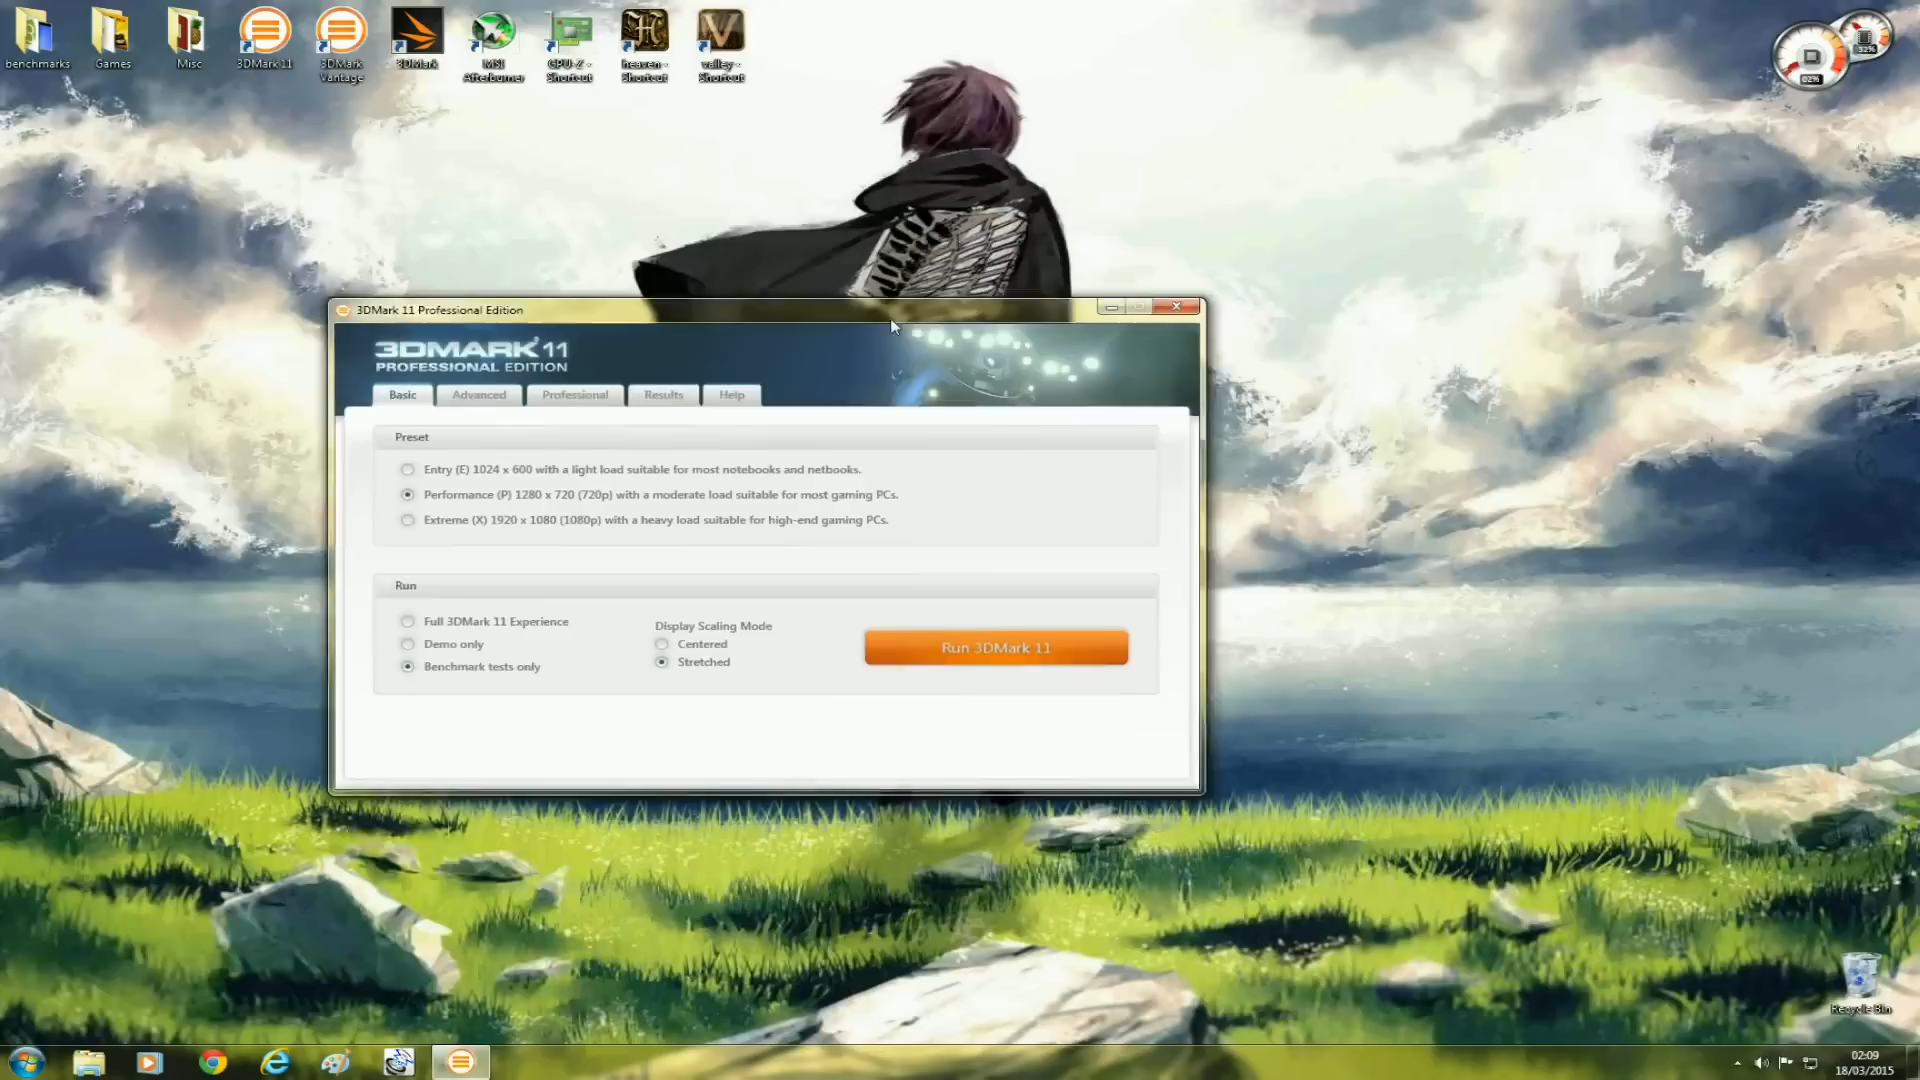 benchmarks
Games
Misc
3DMark 11
3DMark
Vantage
3DMark
MSI
Afterburner
GPU-Z -
Shortcut
heaven -
Shortcut
valley -
Shortcut
32%
02%
3DMark 11 Professional Edition
3DMARK 11
PROFESSIONAL EDITION
Basic
Advanced
Professional
Results
Help
Preset
Entry (E) 1024 x 600 with a light load suitable for most notebooks and netbooks.
Performance (P) 1280 x 720 (720p) with a moderate load suitable for most gaming PCs.
Extreme (X) 1920 x 1080 (1080p) with a heavy load suitable for high-end gaming PCs.
Run
Full 3DMark 11 Experience
Demo only
Benchmark tests only
Display Scaling Mode
Centered
Stretched
Run 3DMark 11
Recycle Bin
02:09
18/03/2015